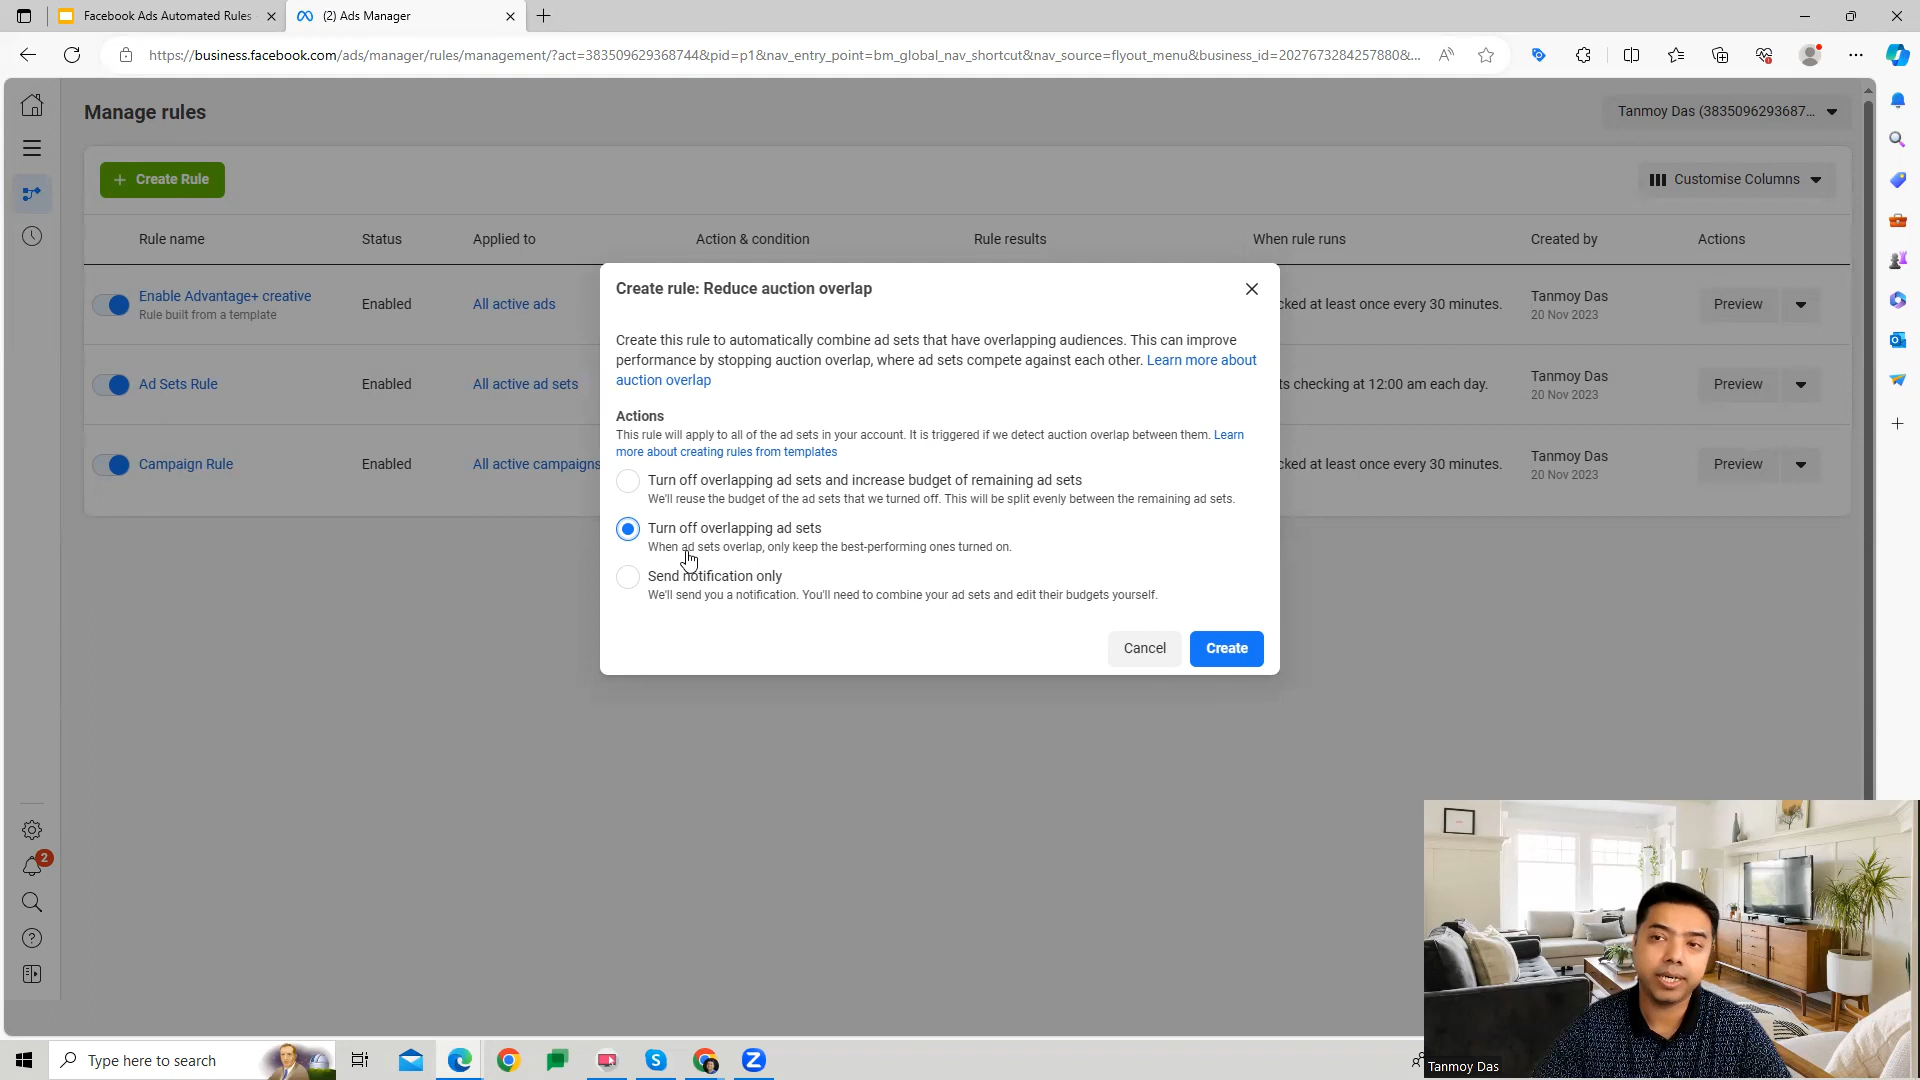 Facebook Ads Automated Rules
(2) Ads Manager
https://business.facebook.com/ads/manager/rules/management/?act=383509629368744&pid=p1&nav_entry_point=bm_global_nav_shortcut&nav_source=flyout_menu&business_id=2027673284257880&...
Manage rules
Tanmoy Das (3835096293687...
+ Create Rule
Customise Columns
Rule name
Status
Applied to
Action & condition
Rule results
When rule runs
Created by
Actions
Enable Advantage+ creative
Rule built from a template
Enabled
All active ads
cked at least once every 30 minutes.
Tanmoy Das
20 Nov 2023
Preview
Ad Sets Rule
Enabled
All active ad sets
ts checking at 12:00 am each day.
Tanmoy Das
20 Nov 2023
Preview
Campaign Rule
Enabled
All active campaigns
cked at least once every 30 minutes.
Tanmoy Das
20 Nov 2023
Preview
Create rule: Reduce auction overlap
Create this rule to automatically combine ad sets that have overlapping audiences. This can improve
performance by stopping auction overlap, where ad sets compete against each other. Learn more about
auction overlap
Actions
This rule will apply to all of the ad sets in your account. It is triggered if we detect auction overlap between them. Learn
more about creating rules from templates
Turn off overlapping ad sets and increase budget of remaining ad sets
We'll reuse the budget of the ad sets that we turned off. This will be split evenly between the remaining ad sets.
Turn off overlapping ad sets
When ad sets overlap, only keep the best-performing ones turned on.
Send notification only
We'll send you a notification. You'll need to combine your ad sets and edit their budgets yourself.
Cancel
Create
2
Type here to search
Tanmoy Das